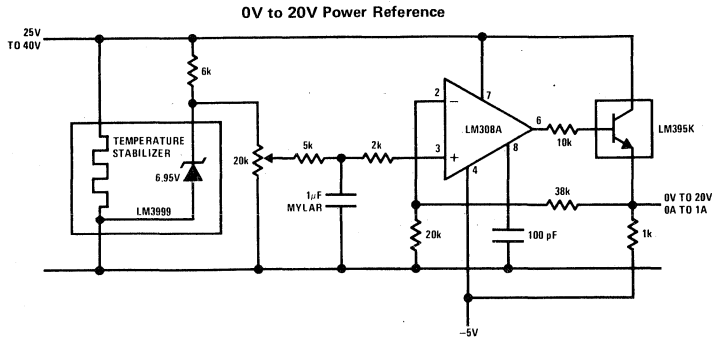 0V to 20V Power Reference
25V
TO 40V
6k
TEMPERATURE
STABILIZER
6.95V
LM3999
20k
5k
2k
1µF
MYLAR
2
3
7
LM308A
6
8
4
10k
LM395K
38k
0V TO 20V
0A TO 1A
20k
100 pF
1k
−5V